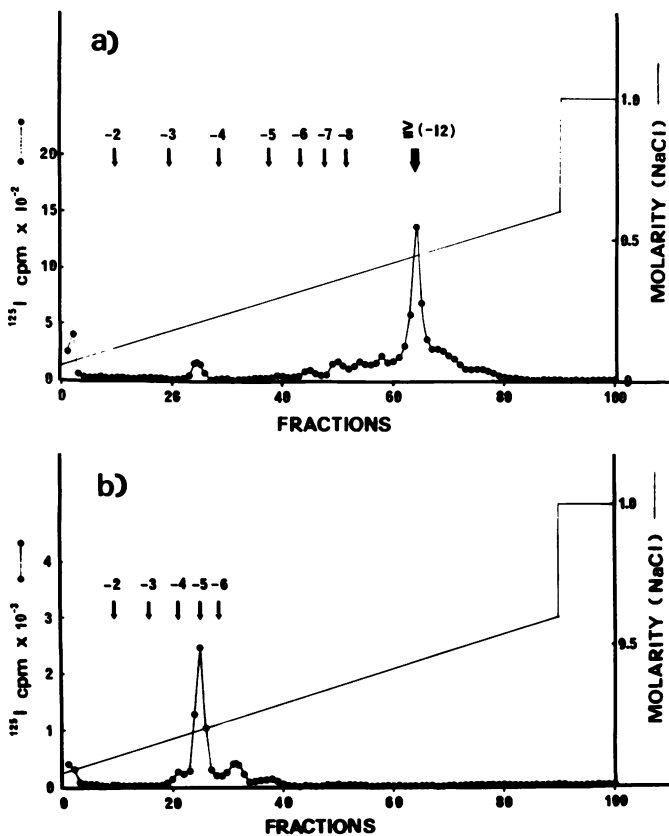 a)
-2 -3 -4 -5 -6 -7 -8 ≡V (-12)
20
15
10
5
0
¹²⁵I cpm x 10⁻²
1.0
0.5
0
MOLARITY (NaCl)
0 20 40 60 80 100
FRACTIONS
b)
-2 -3 -4 -5 -6
4
3
2
1
0
¹²⁵I cpm x 10⁻³
1.0
0.5
MOLARITY (NaCl)
0 20 40 60 80 100
FRACTIONS